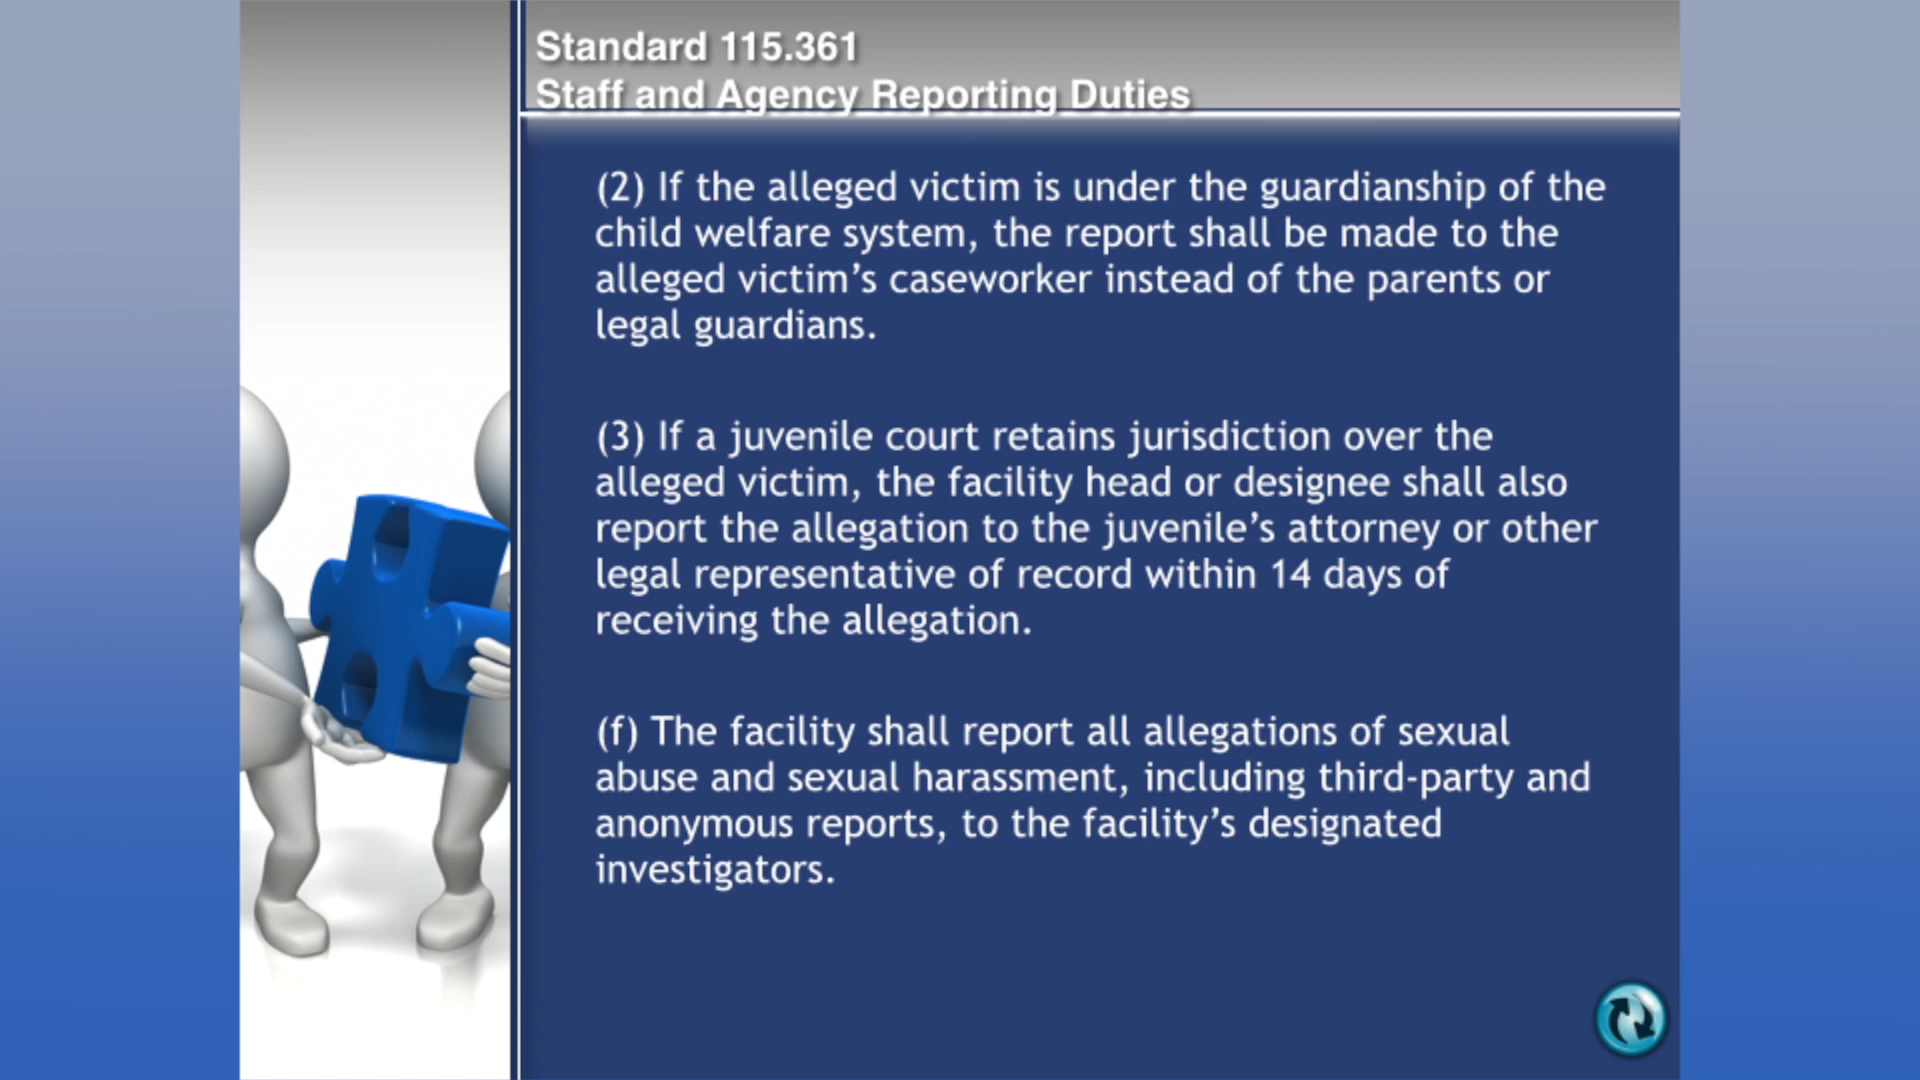 Standard 115.361
Staff and Agency Reporting Duties
(2) If the alleged victim is under the guardianship of the
child welfare system, the report shall be made to the
alleged victim’s caseworker instead of the parents or
legal guardians.
(3) If a juvenile court retains jurisdiction over the
alleged victim, the facility head or designee shall also
report the allegation to the juvenile’s attorney or other
legal representative of record within 14 days of
receiving the allegation.
(f) The facility shall report all allegations of sexual
abuse and sexual harassment, including third-party and
anonymous reports, to the facility’s designated
investigators.